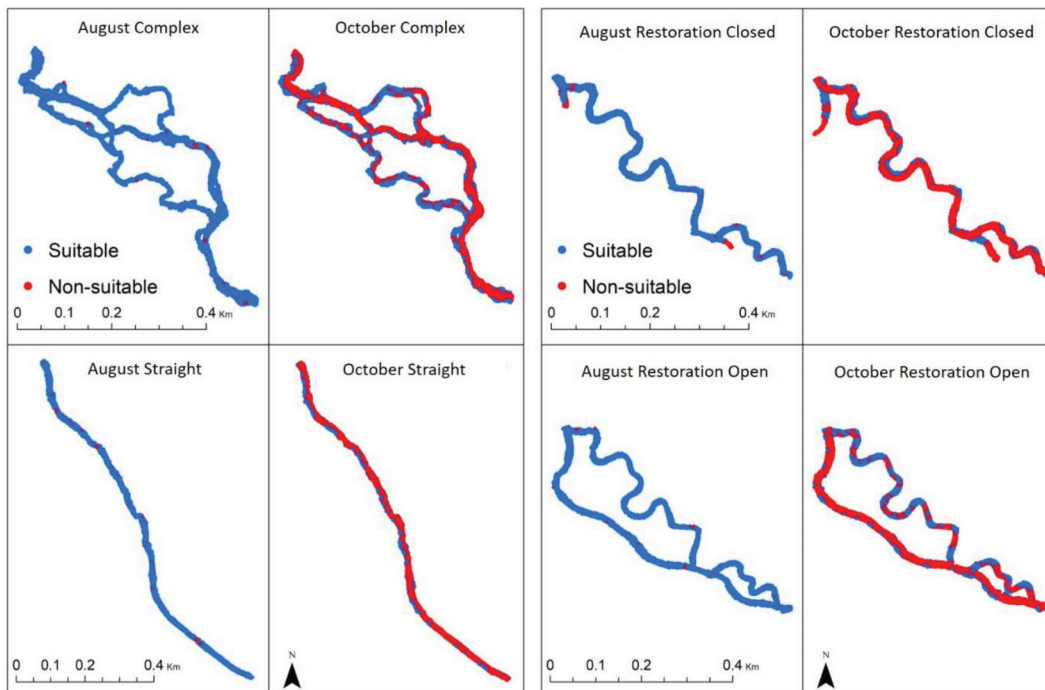 August Complex
October Complex
Suitable
Non-suitable
0 0.1 0.2 0.4 Km
August Restoration Closed
October Restoration Closed
Suitable
Non-suitable
0 0.1 0.2 0.4 Km
August Straight
October Straight
0 0.1 0.2 0.4 Km
N
August Restoration Open
October Restoration Open
0 0.1 0.2 0.4 Km
N